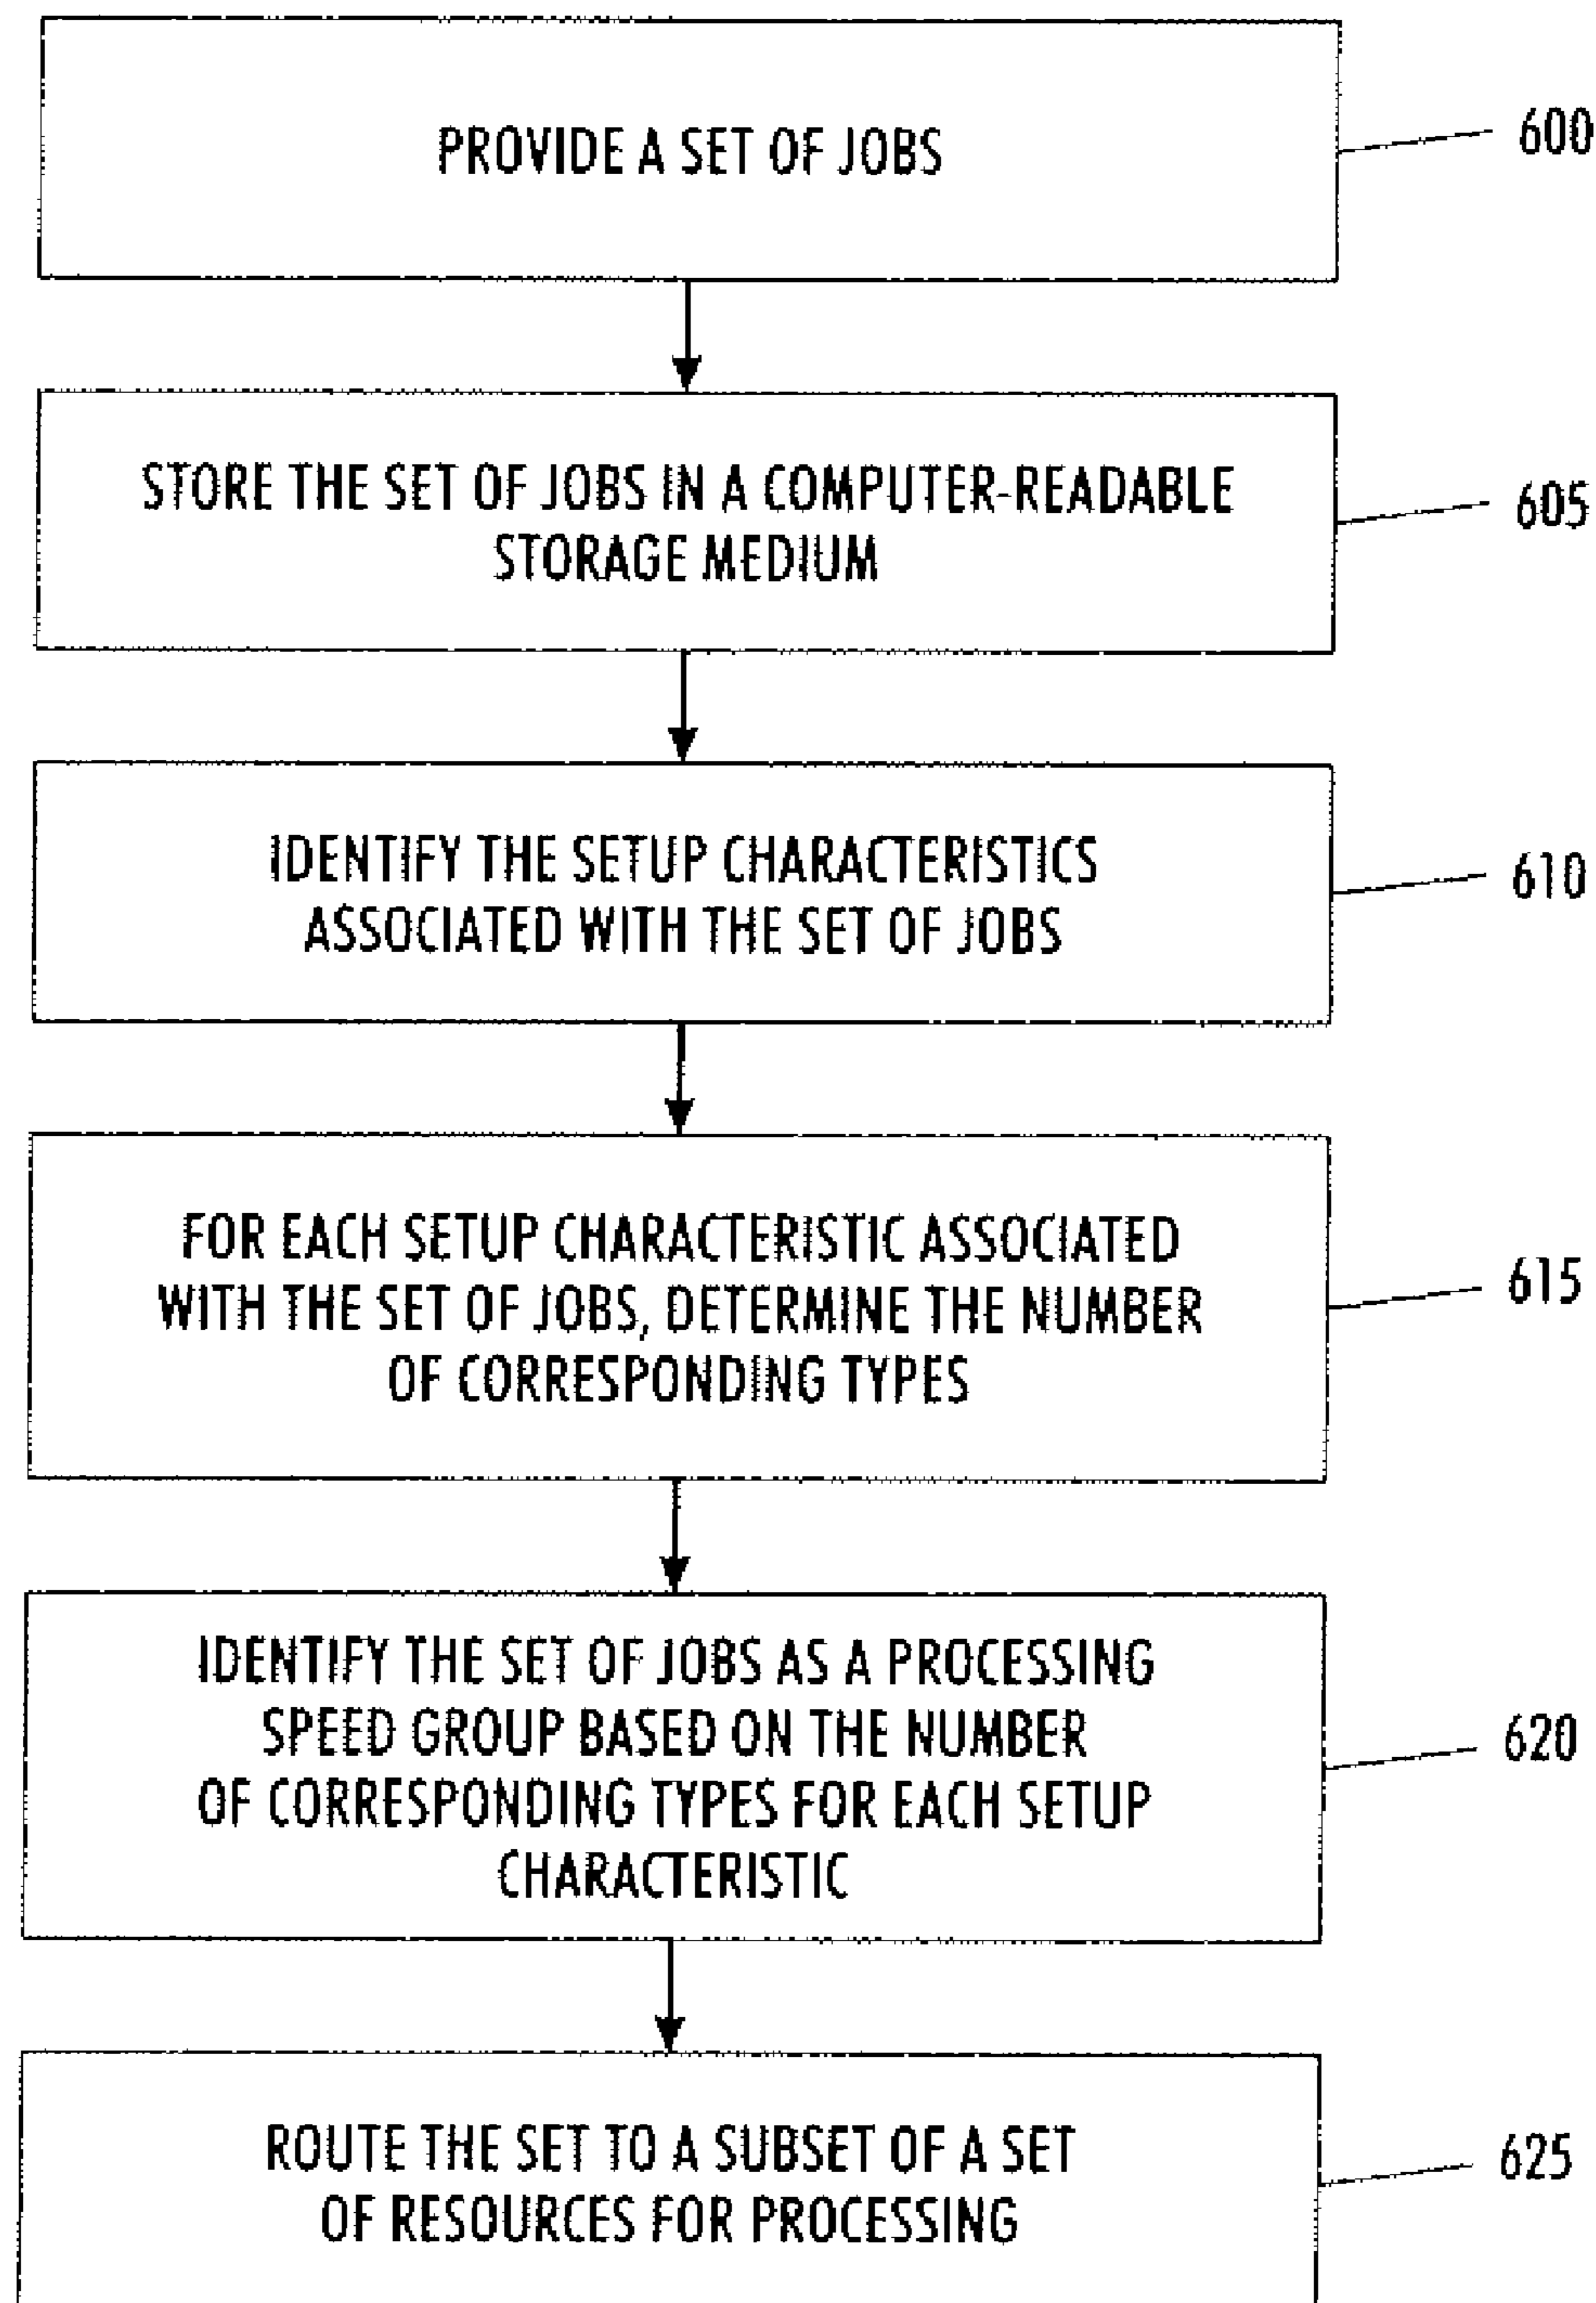 PROVIDE A SET OF JOBS
600
STORE THE SET OF JOBS IN A COMPUTER-READABLE
STORAGE MEDIUM
605
IDENTIFY THE SETUP CHARACTERISTICS
ASSOCIATED WITH THE SET OF JOBS
610
FOR EACH SETUP CHARACTERISTIC ASSOCIATED
WITH THE SET OF JOBS, DETERMINE THE NUMBER
OF CORRESPONDING TYPES
615
IDENTIFY THE SET OF JOBS AS A PROCESSING
SPEED GROUP BASED ON THE NUMBER
OF CORRESPONDING TYPES FOR EACH SETUP
CHARACTERISTIC
620
ROUTE THE SET TO A SUBSET OF A SET
OF RESOURCES FOR PROCESSING
625